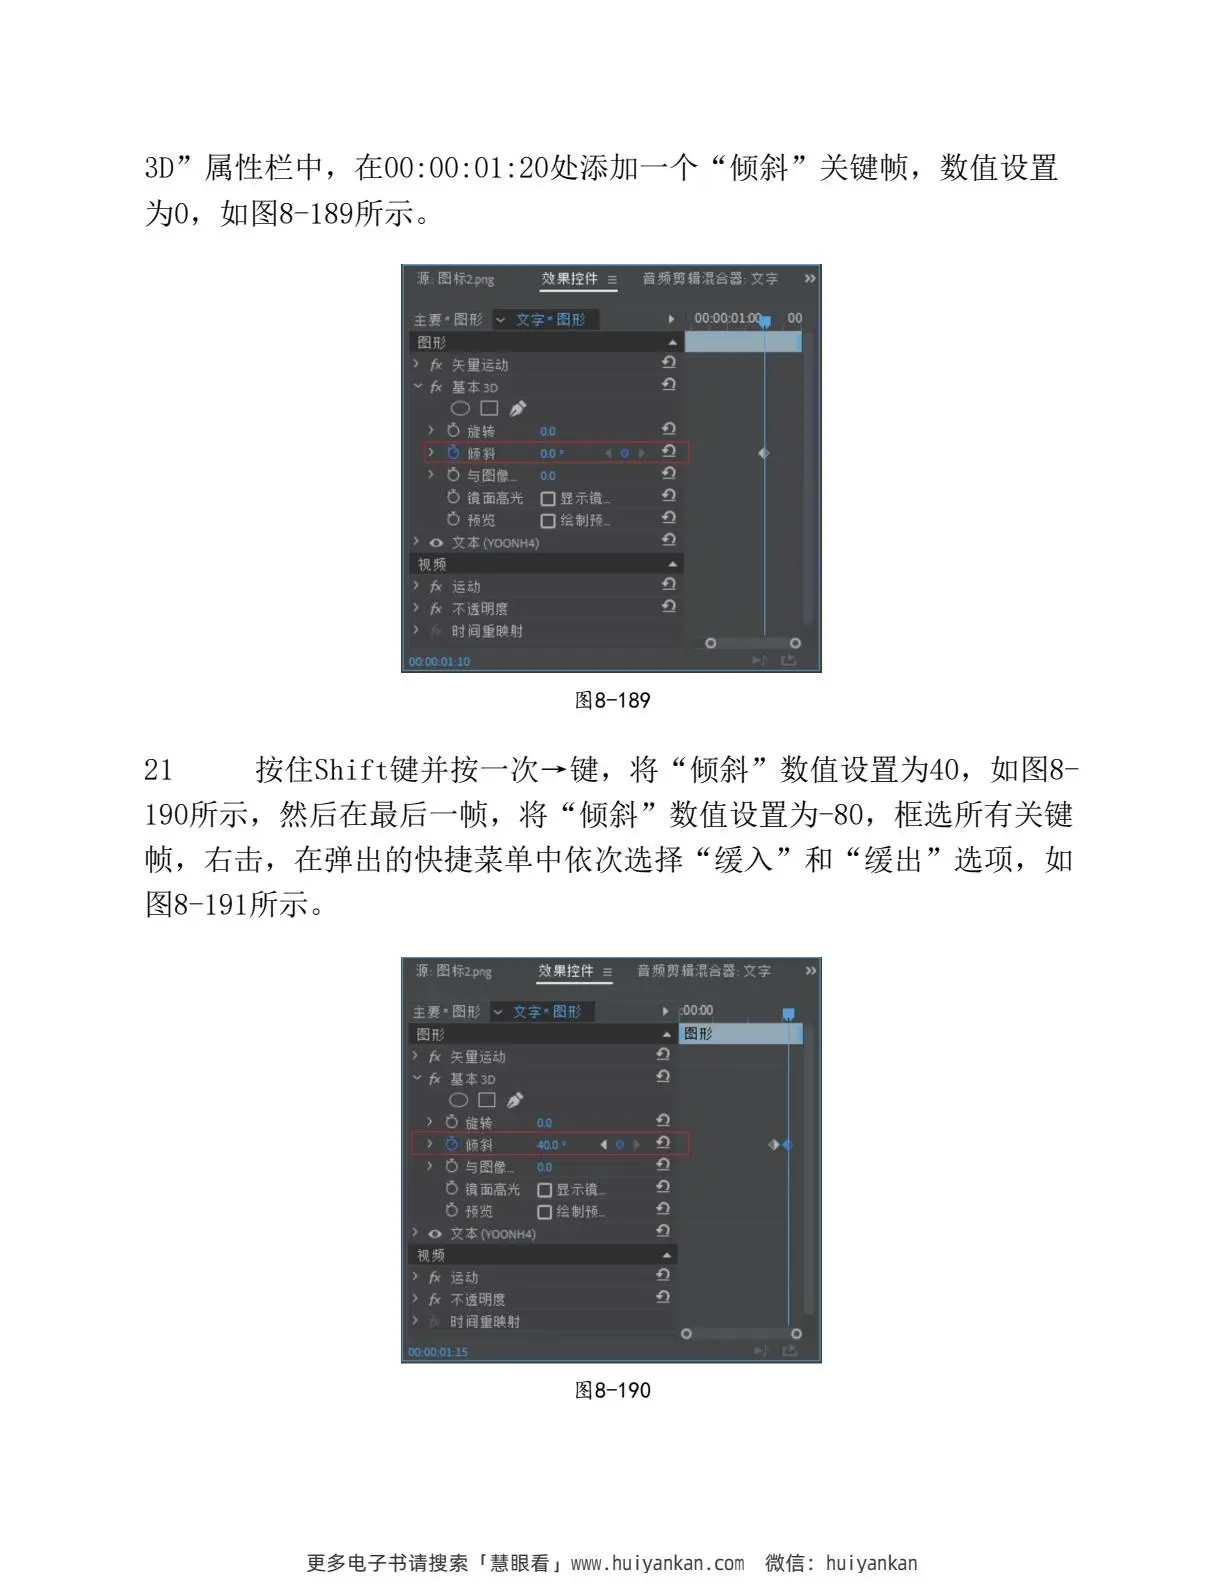 3D”属性栏中，在00:00:01:20处添加一个“倾斜”关键帧，数值设置
为0，如图8-189所示。
源: 图标2.png 效果控件 ≡ 音频剪辑混合器: 文字 »
主要*图形 文字*图形 00:00:01:00 00
图形
fx 矢量运动
fx 基本 3D
旋转 0.0
倾斜 0.0 °
与图像... 0.0
镜面高光 显示镜...
预览 绘制预...
文本 (YOONH4)
视频
fx 运动
fx 不透明度
fx 时间重映射
00:00:01:10
图8-189
21 按住Shift键并按一次→键，将“倾斜”数值设置为40，如图8-
190所示，然后在最后一帧，将“倾斜”数值设置为-80，框选所有关键
帧，右击，在弹出的快捷菜单中依次选择“缓入”和“缓出”选项，如
图8-191所示。
源: 图标2.png 效果控件 ≡ 音频剪辑混合器: 文字 »
主要*图形 文字*图形 :00:00
图形 图形
fx 矢量运动
fx 基本 3D
旋转 0.0
倾斜 40.0 °
与图像... 0.0
镜面高光 显示镜...
预览 绘制预...
文本 (YOONH4)
视频
fx 运动
fx 不透明度
fx 时间重映射
00:00:01:15
图8-190
更多电子书请搜索「慧眼看」www.huiyankan.com 微信：huiyankan